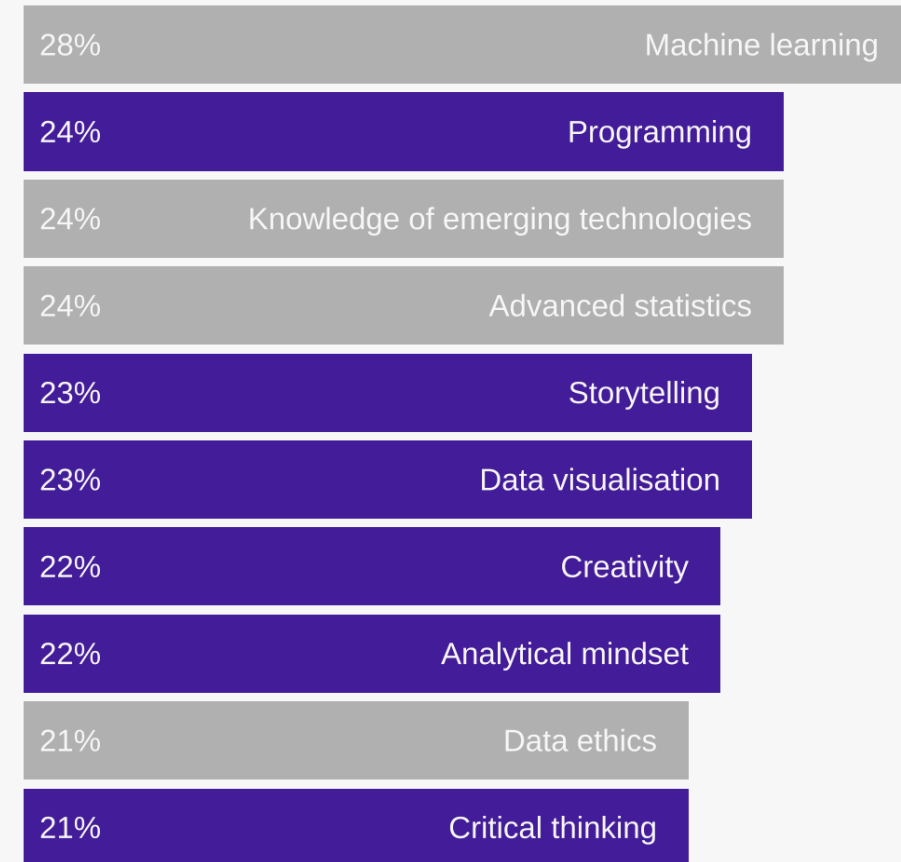 28% Machine learning
24% Programming
24% Knowledge of emerging technologies
24% Advanced statistics
23% Storytelling
23% Data visualisation
22% Creativity
22% Analytical mindset
21% Data ethics
21% Critical thinking